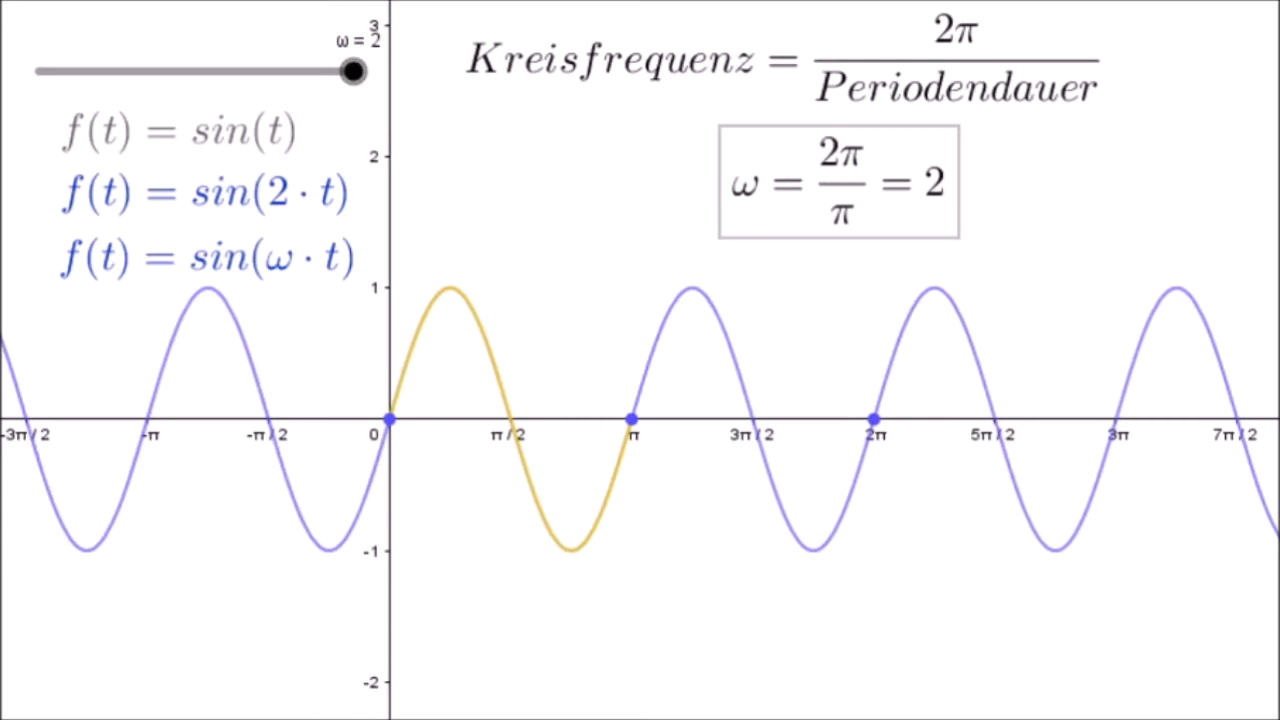 ω = 2
f(t) = sin(t)
f(t) = sin(2 · t)
f(t) = sin(ω · t)
Kreisfrequenz = 2π / Periodendauer
ω = 2π / π = 2
3
2
1
-1
-2
-3π / 2 -π -π / 2 0 π / 2 π 3π / 2 2π 5π / 2 3π 7π / 2